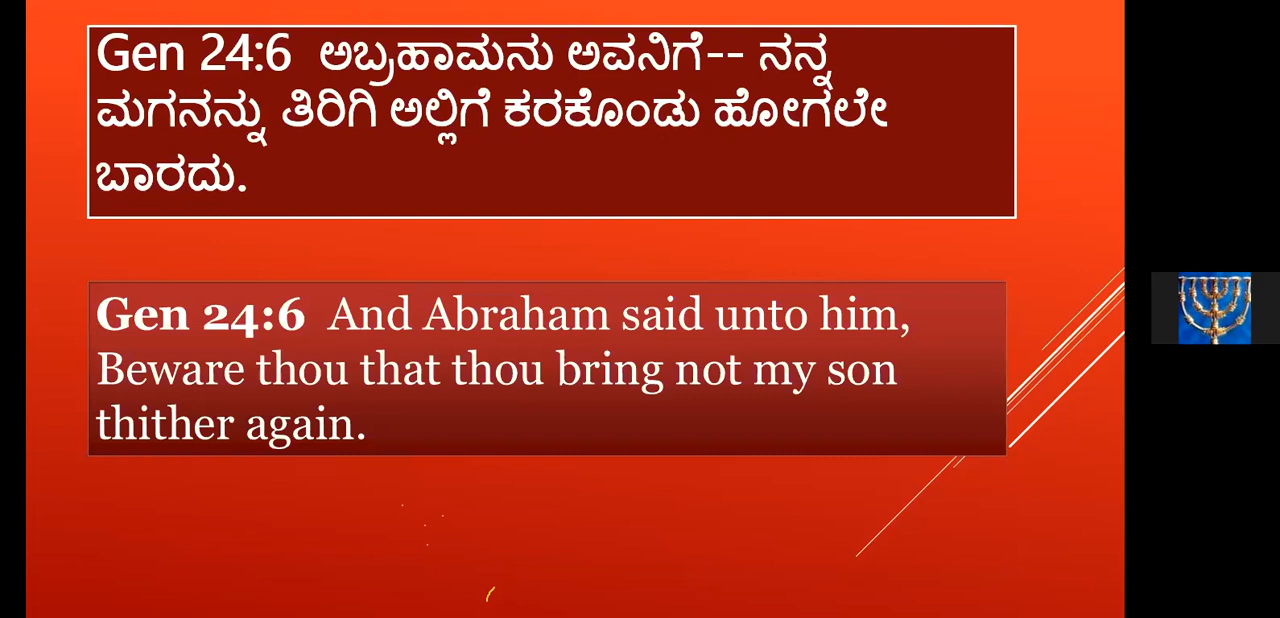 Gen 24:6 ಅಬ್ರಹಾಮನು ಅವನಿಗೆ-- ನನ್ನ
ಮಗನನ್ನು ತಿರಿಗಿ ಅಲ್ಲಿಗೆ ಕರಕೊಂಡು ಹೋಗಲೇ
ಬಾರದು.
Gen 24:6 And Abraham said unto him,
Beware thou that thou bring not my son
thither again.